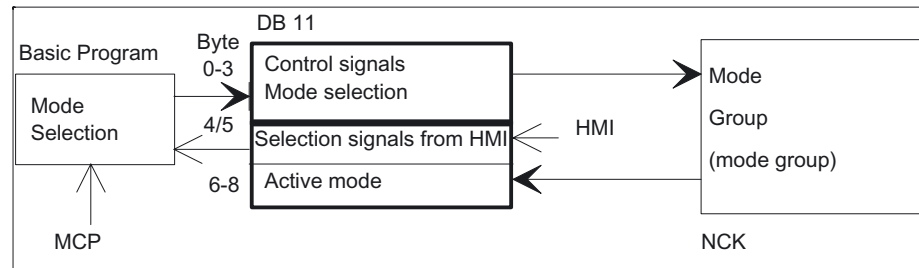 DB 11
Basic Program
Byte
0-3
Control signals
Mode selection
Mode
Selection
4/5
Selection signals from HMI
HMI
6-8
Active mode
Mode
Group
(mode group)
MCP
NCK